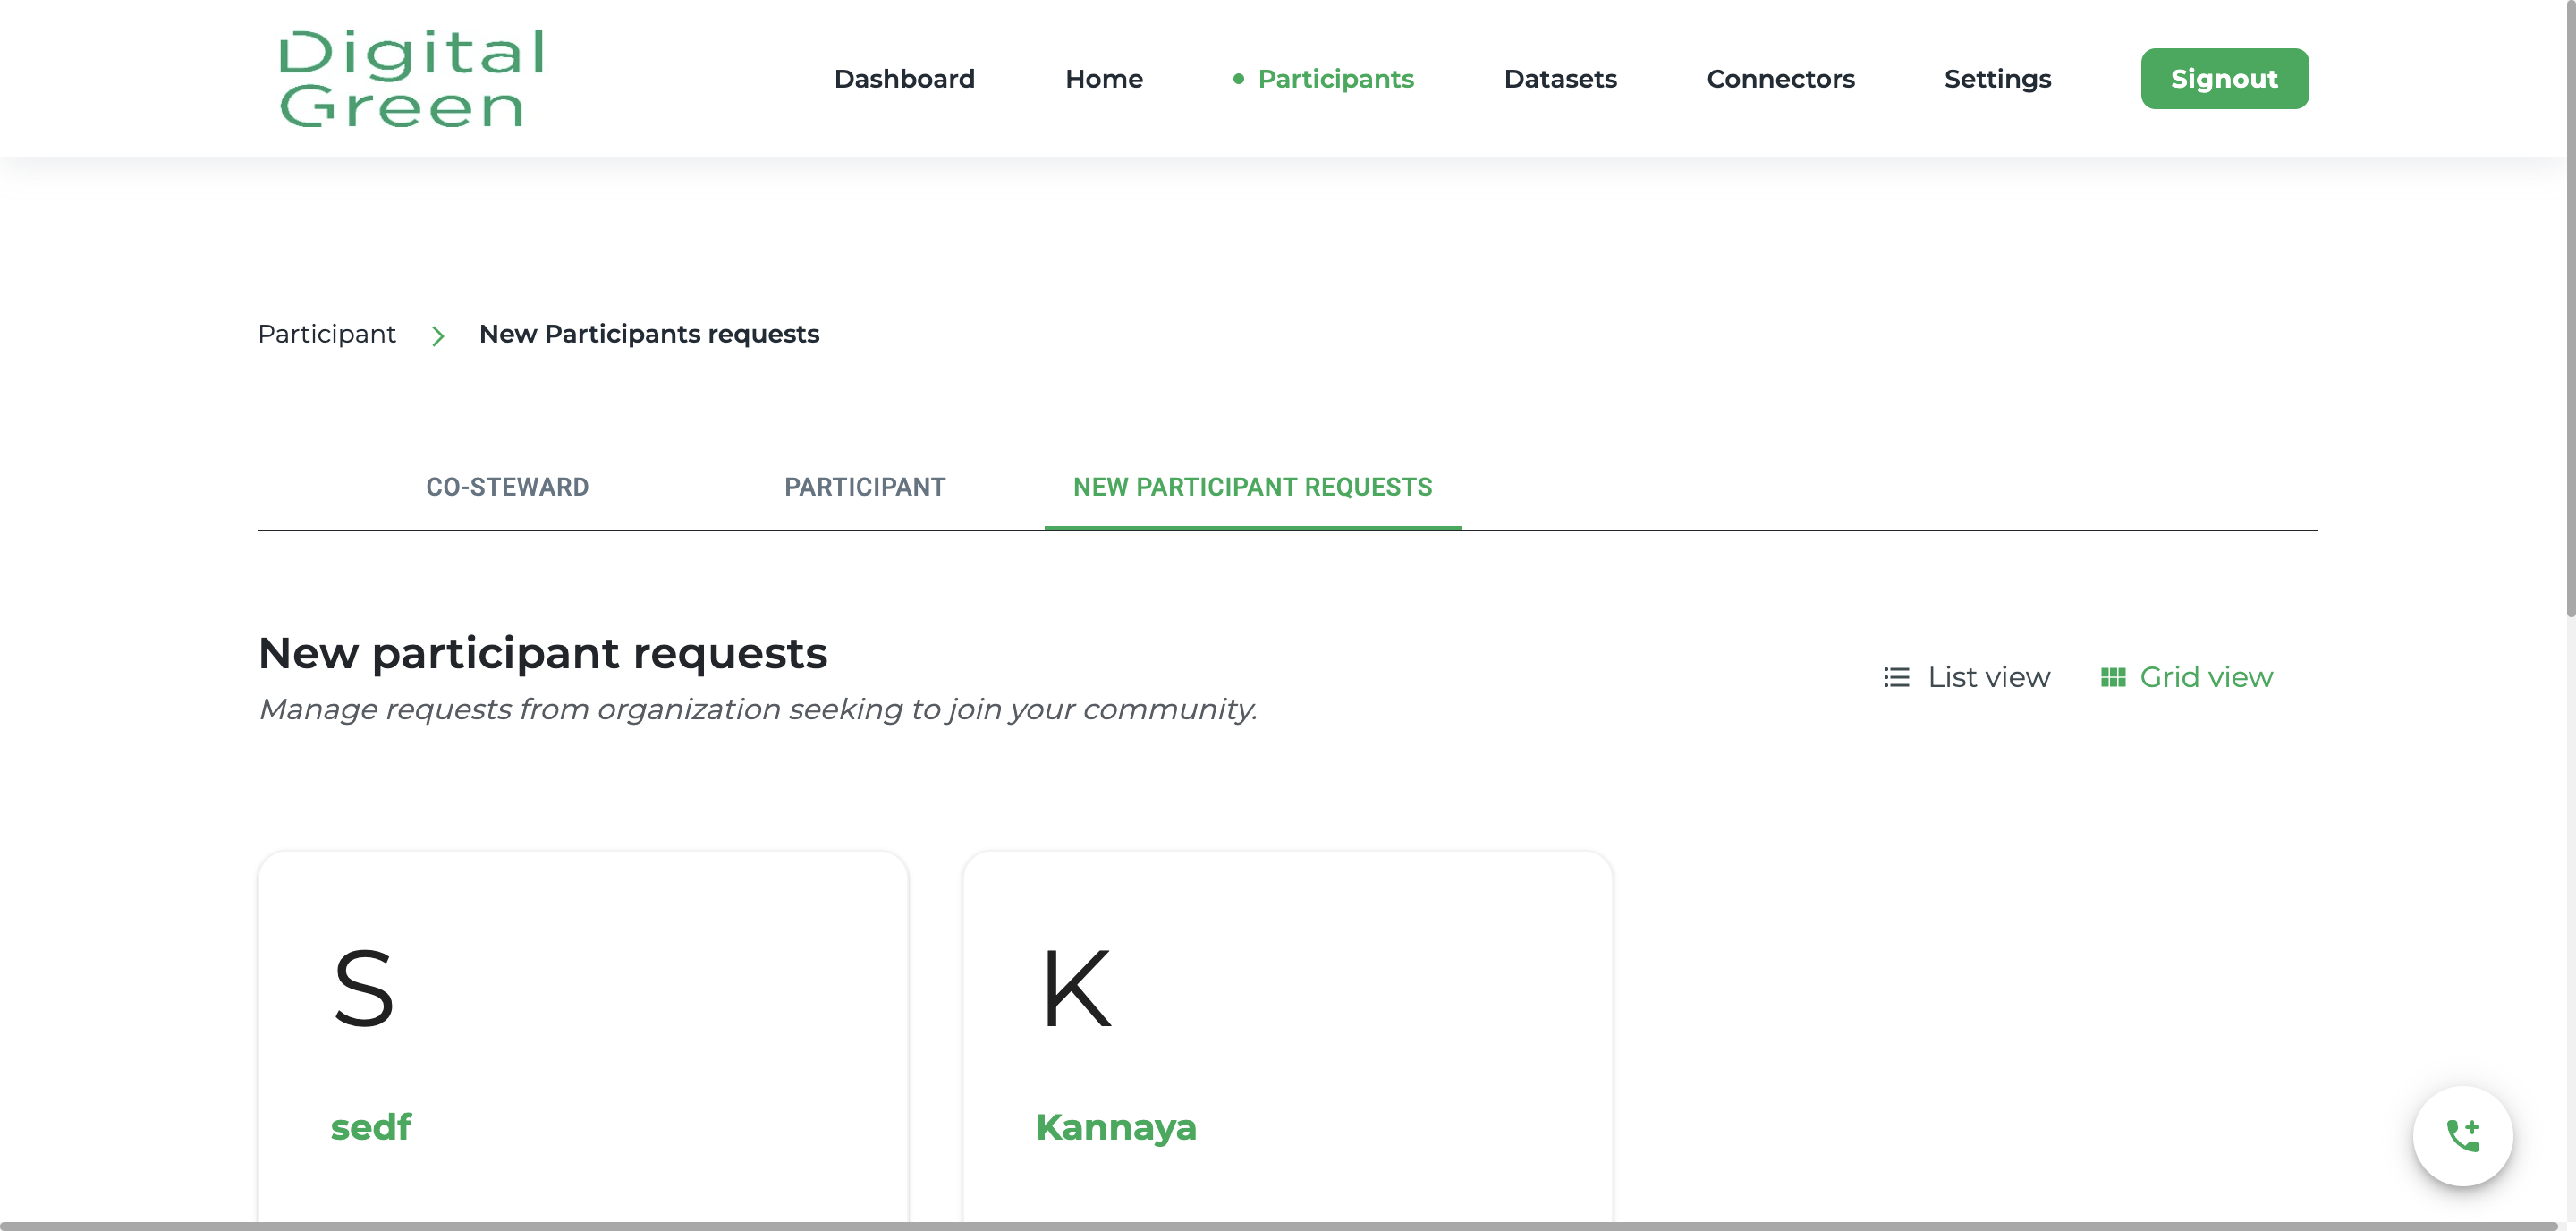 Digital
Green
Dashboard Home Participants Datasets Connectors Settings Signout
Participant New Participants requests
CO-STEWARD PARTICIPANT NEW PARTICIPANT REQUESTS
New participant requests
Manage requests from organization seeking to join your community.
List view Grid view
S K
sedf Kannaya